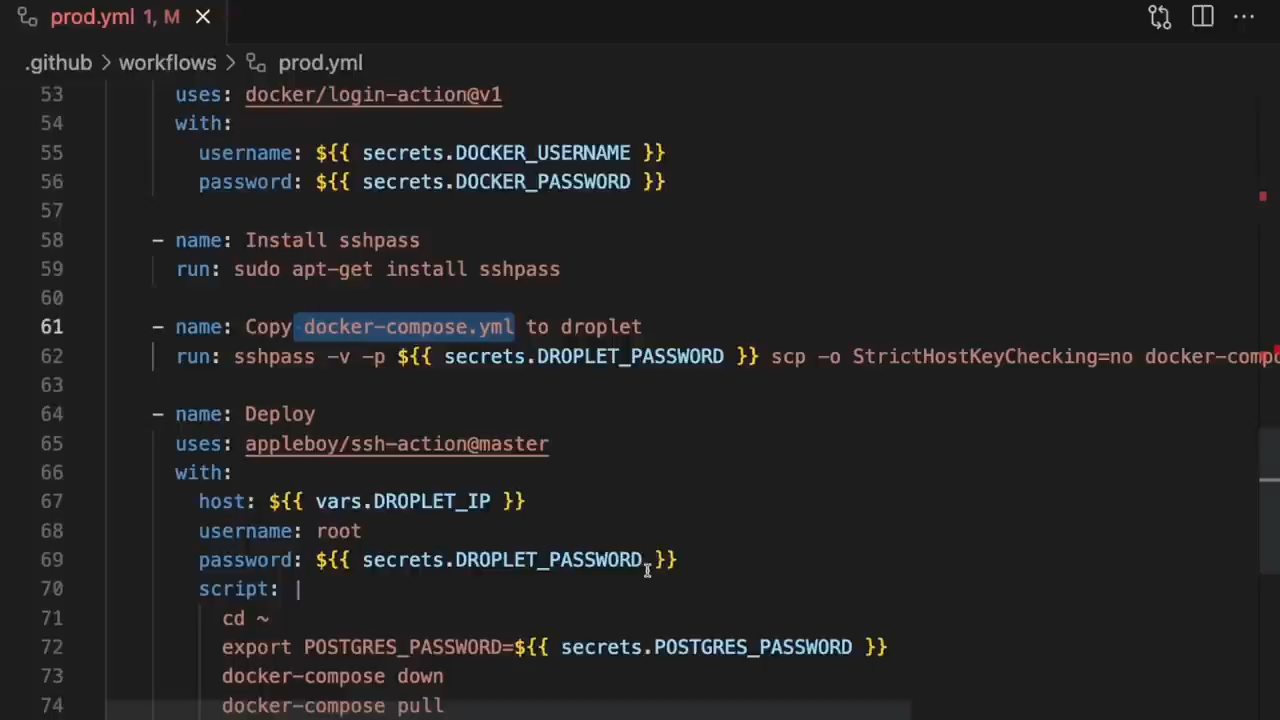 prod.yml 1, M
.github > workflows > prod.yml
53 uses: docker/login-action@v1
54 with:
55 username: ${{ secrets.DOCKER_USERNAME }}
56 password: ${{ secrets.DOCKER_PASSWORD }}
57
58 - name: Install sshpass
59 run: sudo apt-get install sshpass
60
61 - name: Copy docker-compose.yml to droplet
62 run: sshpass -v -p ${{ secrets.DROPLET_PASSWORD }} scp -o StrictHostKeyChecking=no docker-comp
63
64 - name: Deploy
65 uses: appleboy/ssh-action@master
66 with:
67 host: ${{ vars.DROPLET_IP }}
68 username: root
69 password: ${{ secrets.DROPLET_PASSWORD }}
70 script: |
71 cd ~
72 export POSTGRES_PASSWORD=${{ secrets.POSTGRES_PASSWORD }}
73 docker-compose down
74 docker-compose pull